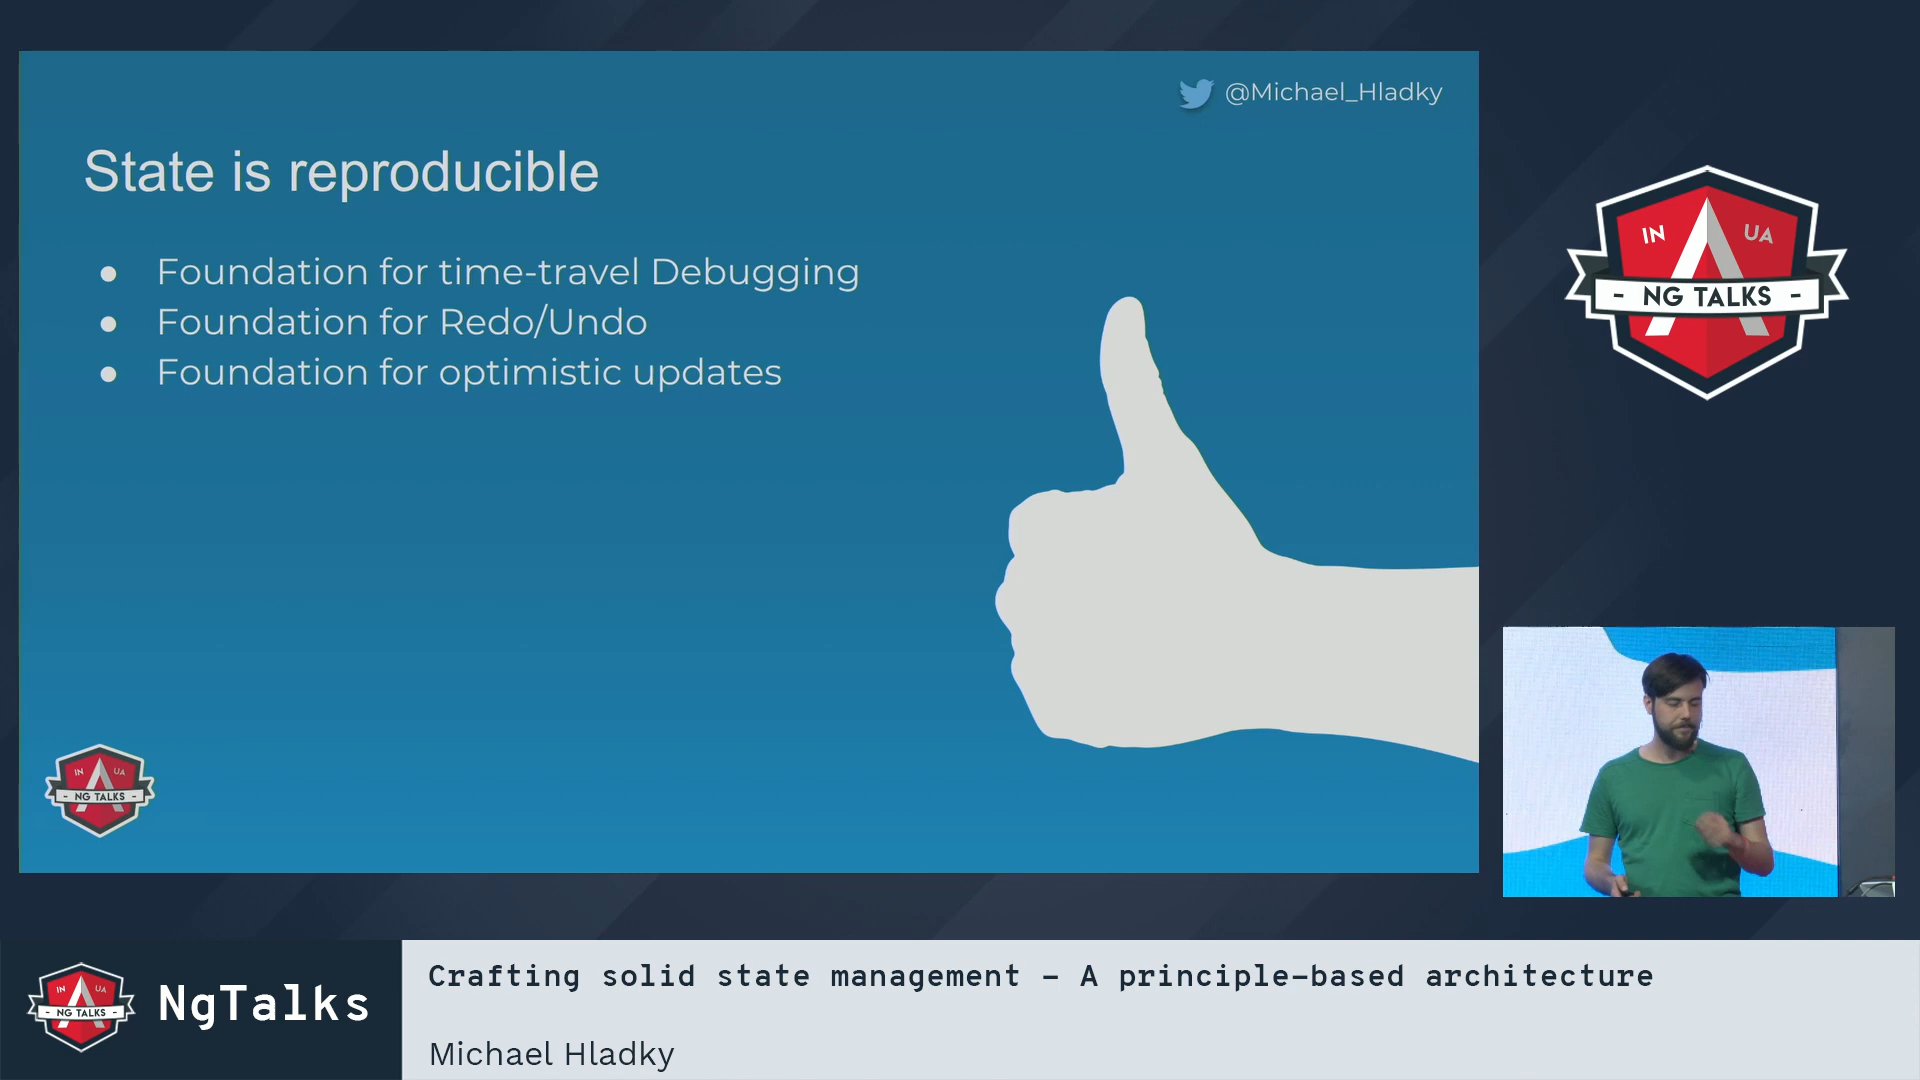 @Michael_Hladky
State is reproducible
● Foundation for time-travel Debugging
● Foundation for Redo/Undo
● Foundation for optimistic updates
IN UA
- NG TALKS -
IN UA
- NG TALKS -
IN UA
- NG TALKS -
NgTalks
Crafting solid state management – A principle-based architecture
Michael Hladky